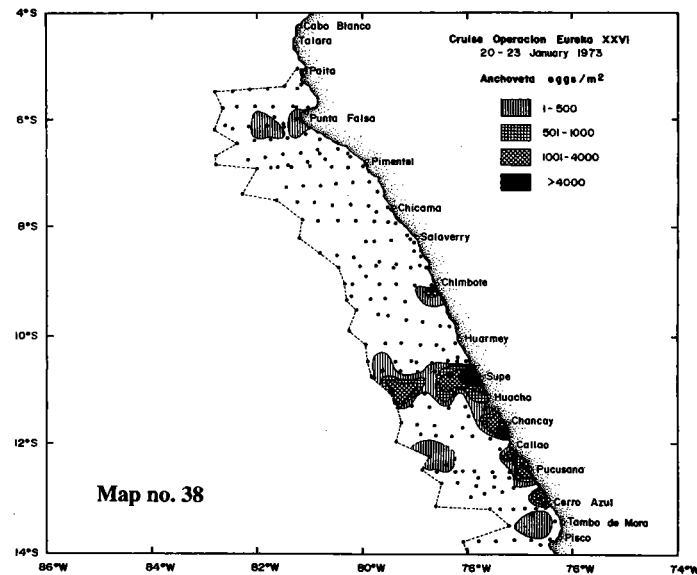 4°S
Cabo Blanco
Talara
Cruise Operacion Eureka XXVI
20-23 January 1973
Paita
Anchoveta eggs/m²
1-500
6°S
Punta Falsa
501-1000
1001-4000
Pimentel
>4000
8°S
Chicama
Salaverry
Chimbote
10°S
Huarmey
Supe
Huacho
Chancay
12°S
Callao
Pucusana
Map no. 38
Cerro Azul
Tambo de Mora
Pisco
14°S
86°W
84°W
82°W
80°W
78°W
76°W
74°W